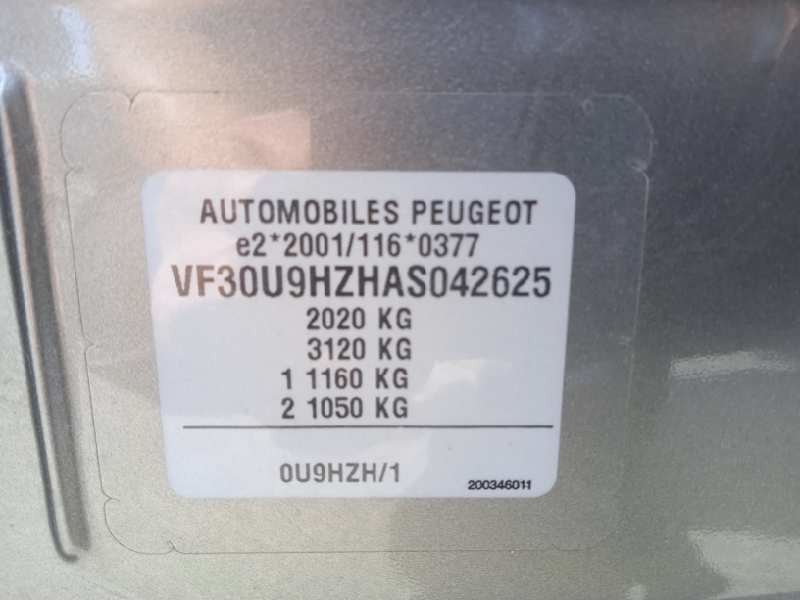 AUTOMOBILES PEUGEOT
e2*2001/116*0377
VF30U9HZHAS042625
2020 KG
3120 KG
1 1160 KG
2 1050 KG
0U9HZH/1
200346011